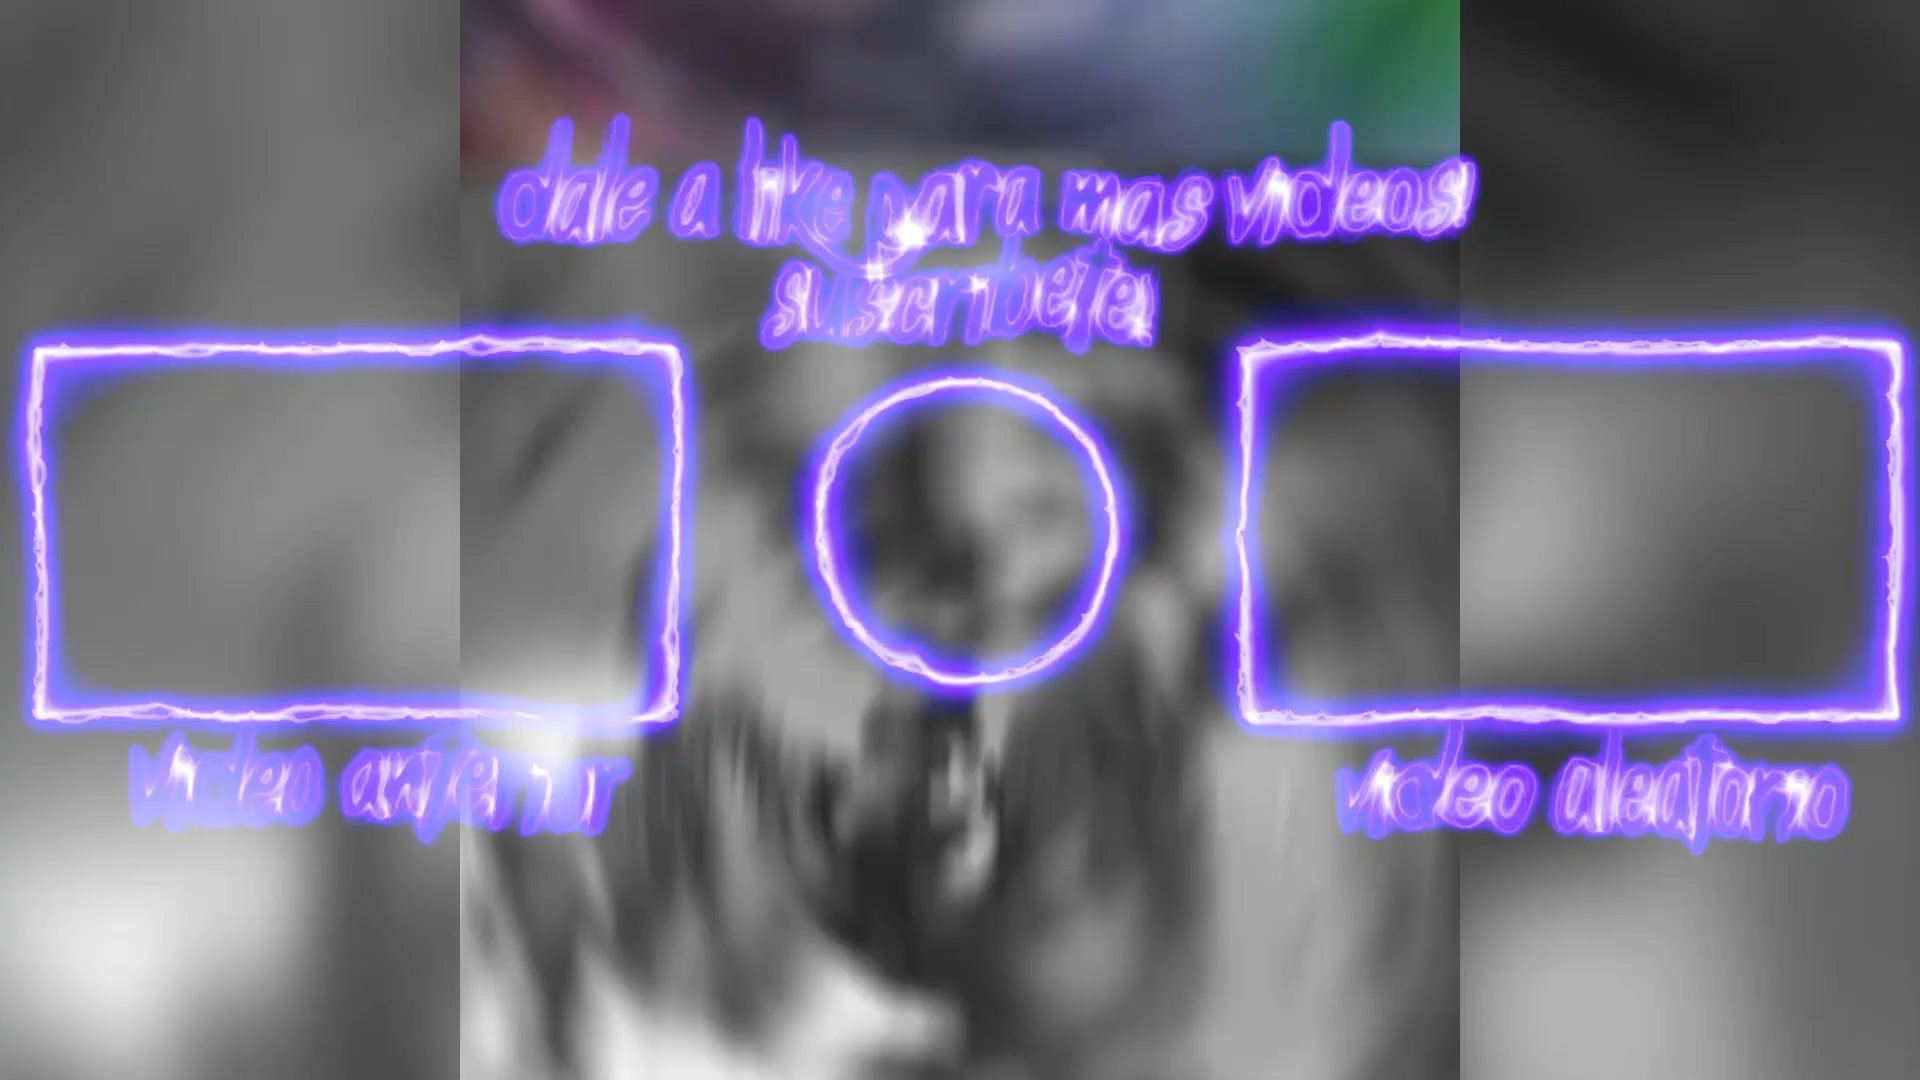 dale a like para mas videos!
suscribete!
video anterior
video aleatorio